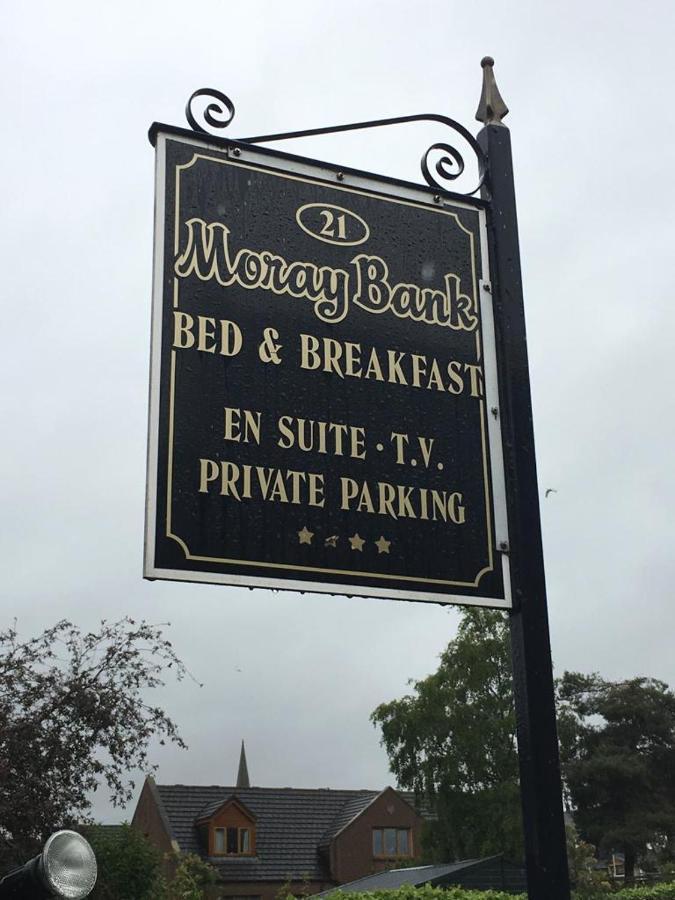 21
Moray Bank
BED & BREAKFAST
EN SUITE · T.V.
PRIVATE PARKING